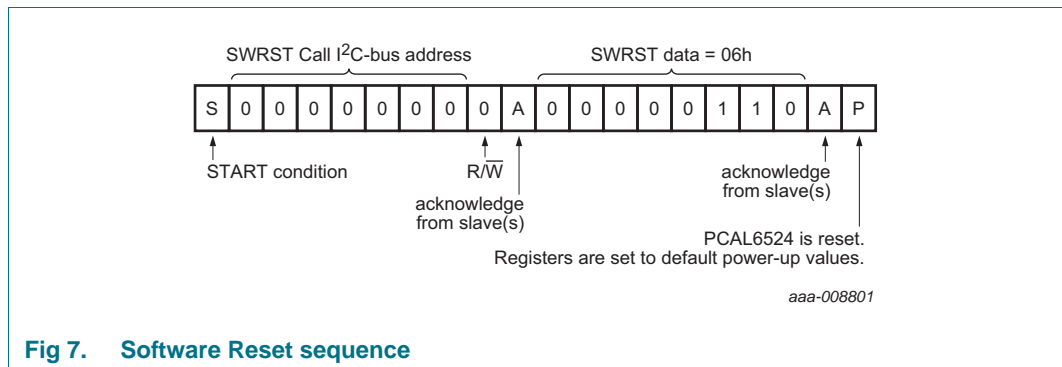 SWRST Call I2C-bus address SWRST data = 06h
S 0 0 0 0 0 0 0 0 A 0 0 0 0 0 1 1 0 A P
START condition R/W acknowledge
acknowledge from slave(s)
from slave(s)
PCAL6524 is reset.
Registers are set to default power-up values.
aaa-008801
Fig 7. Software Reset sequence